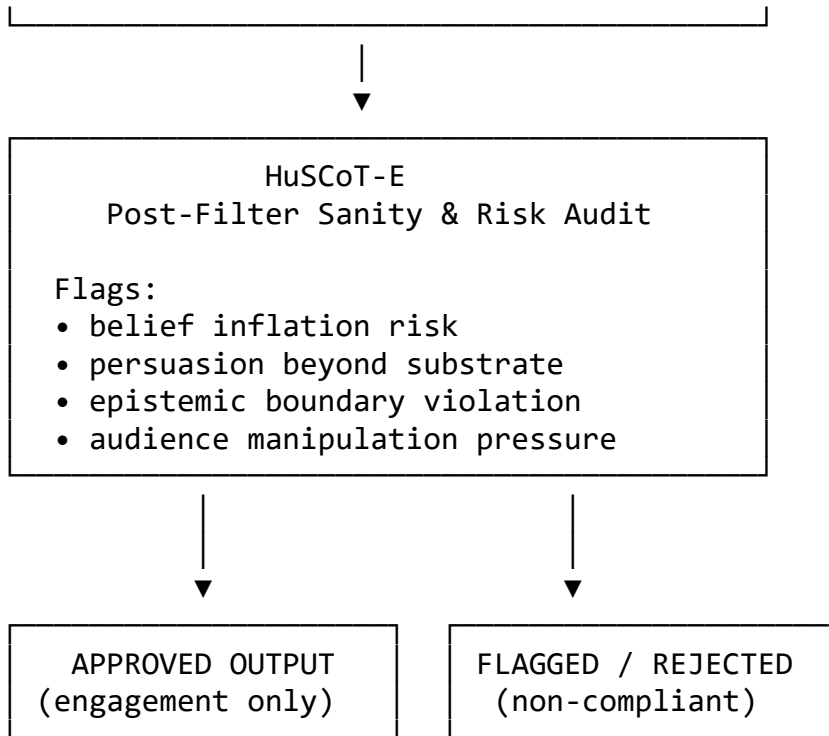 HuSCoT-E
Post-Filter Sanity & Risk Audit
Flags:
• belief inflation risk
• persuasion beyond substrate
• epistemic boundary violation
• audience manipulation pressure
APPROVED OUTPUT
(engagement only)
FLAGGED / REJECTED
(non-compliant)